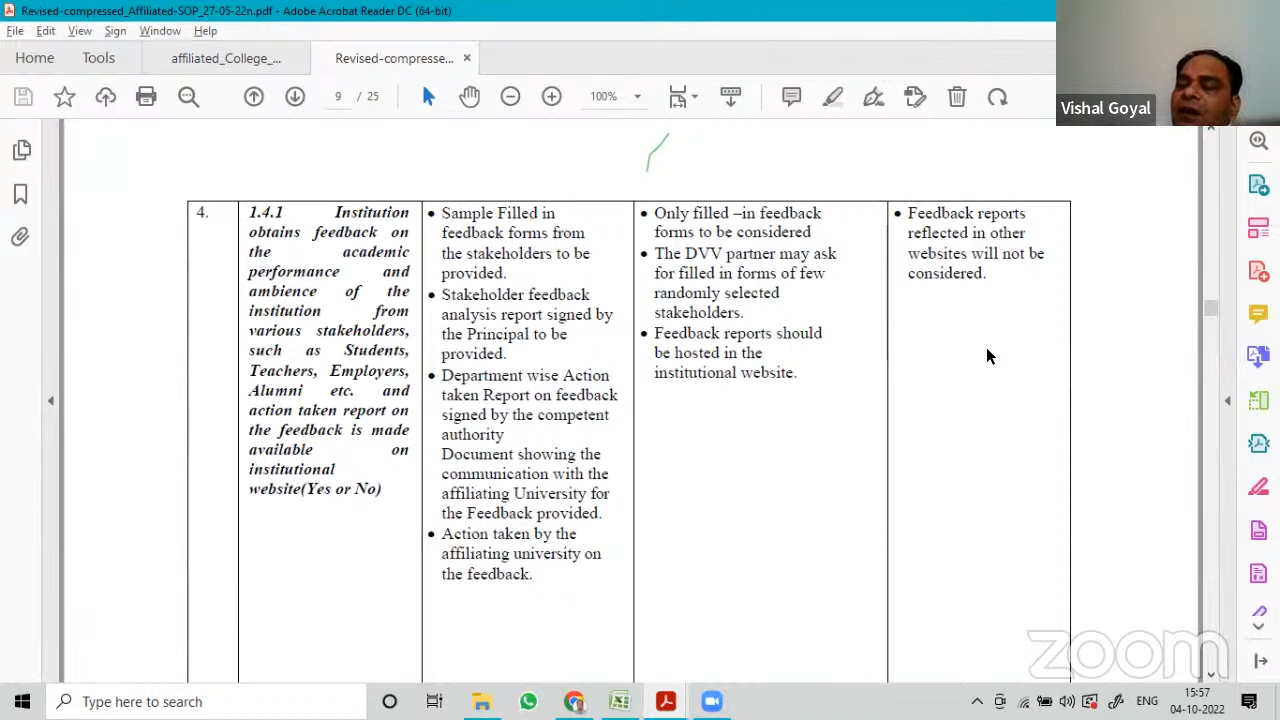 Revised-compressed_Affiliated-SOP_27-05-22n.pdf - Adobe Acrobat Reader DC (64-bit)
File Edit View Sign Window Help
Home Tools affiliated_College_... Revised-compresse... ×
9 / 25 100%
Vishal Goyal
4.
1.4.1 Institution
obtains feedback on
the academic
performance and
ambience of the
institution from
various stakeholders,
such as Students,
Teachers, Employers,
Alumni etc. and
action taken report on
the feedback is made
available on
institutional
website(Yes or No)
• Sample Filled in
feedback forms from
the stakeholders to be
provided.
• Stakeholder feedback
analysis report signed by
the Principal to be
provided.
• Department wise Action
taken Report on feedback
signed by the competent
authority
Document showing the
communication with the
affiliating University for
the Feedback provided.
• Action taken by the
affiliating university on
the feedback.
• Only filled –in feedback
forms to be considered
• The DVV partner may ask
for filled in forms of few
randomly selected
stakeholders.
• Feedback reports should
be hosted in the
institutional website.
• Feedback reports
reflected in other
websites will not be
considered.
zoom
Type here to search
ENG
15:57
04-10-2022